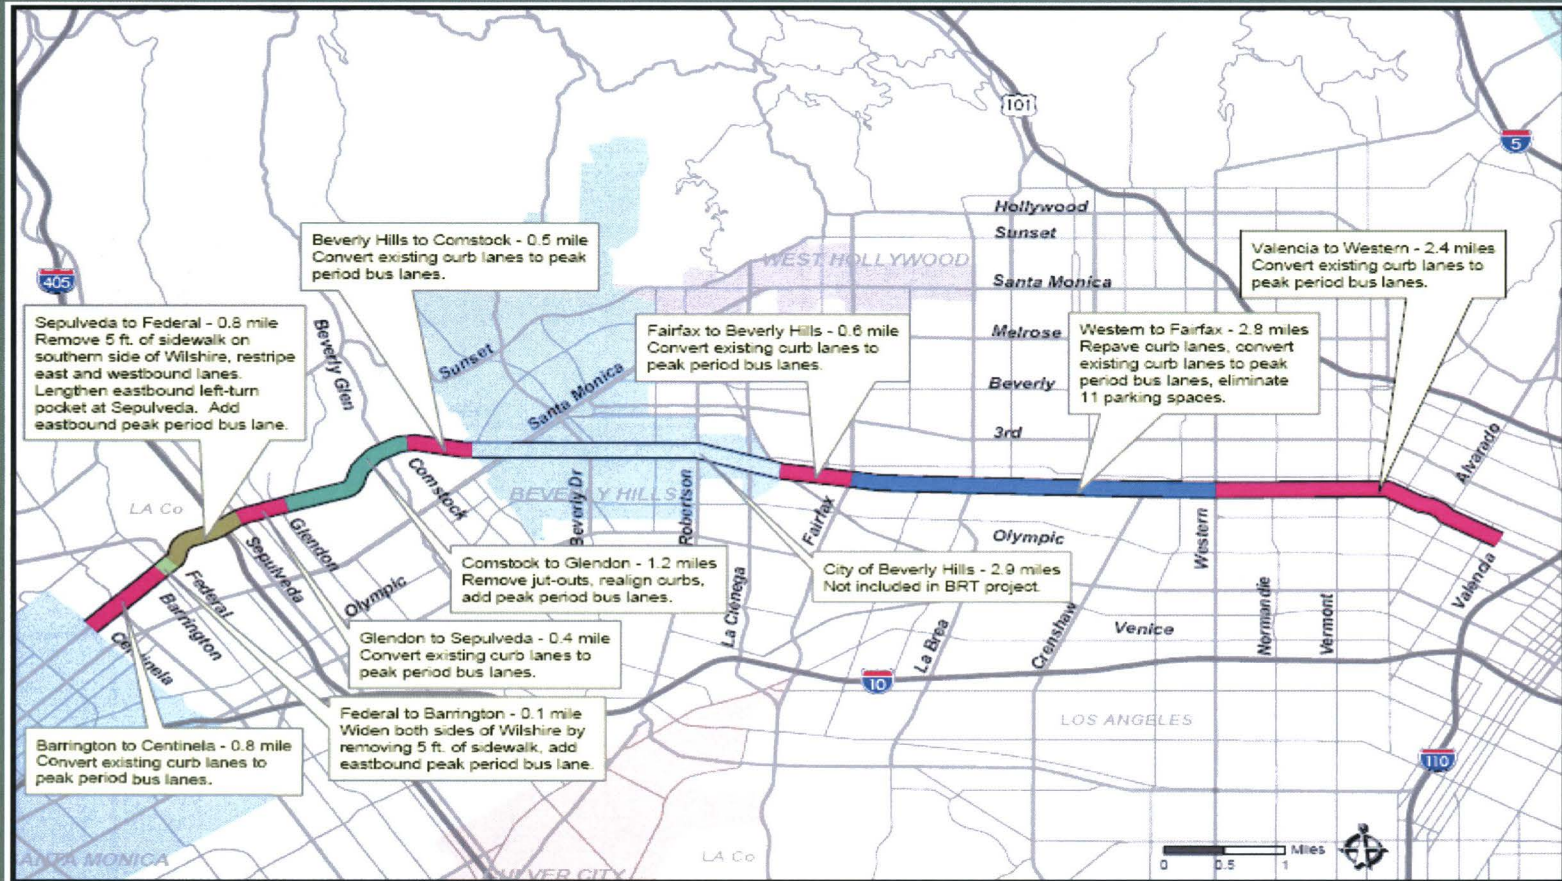 101
5
Hollywood
Sunset
WEST HOLLYWOOD
Santa Monica
Melrose
Beverly
3rd
405
Beverly Hills to Comstock - 0.5 mile
Convert existing curb lanes to peak
period bus lanes.
Valencia to Western - 2.4 miles
Convert existing curb lanes to
peak period bus lanes.
Sepulveda to Federal - 0.8 mile
Remove 5 ft. of sidewalk on
southern side of Wilshire, restripe
east and westbound lanes.
Lengthen eastbound left-turn
pocket at Sepulveda. Add
eastbound peak period bus lane.
Fairfax to Beverly Hills - 0.6 mile
Convert existing curb lanes to
peak period bus lanes.
Western to Fairfax - 2.8 miles
Repave curb lanes, convert
existing curb lanes to peak
period bus lanes, eliminate
11 parking spaces.
Beverly Glen
Sunset
Santa Monica
Alvarado
Comstock
BEVERLY HILLS
Beverly Dr
Robertson
Fairfax
LA Co
Glendon
Sepulveda
Federal
Barrington
Olympic
Olympic
Western
Valencia
Comstock to Glendon - 1.2 miles
Remove jut-outs, realign curbs,
add peak period bus lanes.
City of Beverly Hills - 2.9 miles
Not included in BRT project
La Cienega
La Brea
Crenshaw
Venice
Normandie
Vermont
Glendon to Sepulveda - 0.4 mile
Convert existing curb lanes to
peak period bus lanes.
10
Federal to Barrington - 0.1 mile
Widen both sides of Wilshire by
removing 5 ft. of sidewalk, add
eastbound peak period bus lane.
Barrington to Centinela - 0.8 mile
Convert existing curb lanes to
peak period bus lanes.
LOS ANGELES
110
SANTA MONICA
CULVER CITY
LA Co
0 0.5 1 Miles